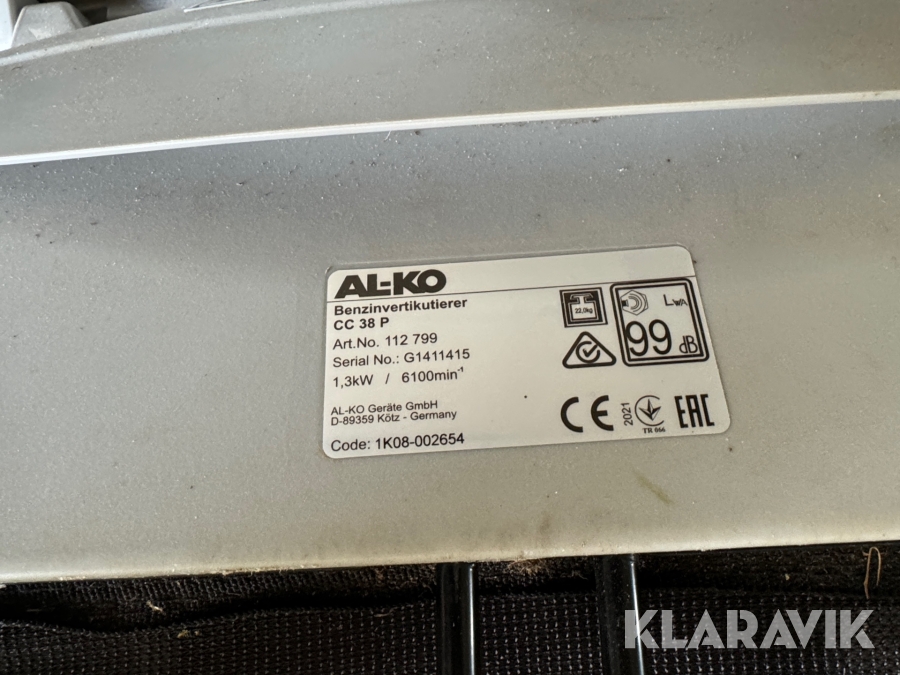 AL-KO
Benzinvertikutierer
CC 38 P
Art.No. 112 799
Serial No.: G1411415
1,3kW / 6100min⁻¹
AL-KO Geräte GmbH
D-89359 Kötz - Germany
Code: 1K08-002654
22,0kg
LWA
99 dB
CE
2021
TR 066
EAC
KLARAVIK